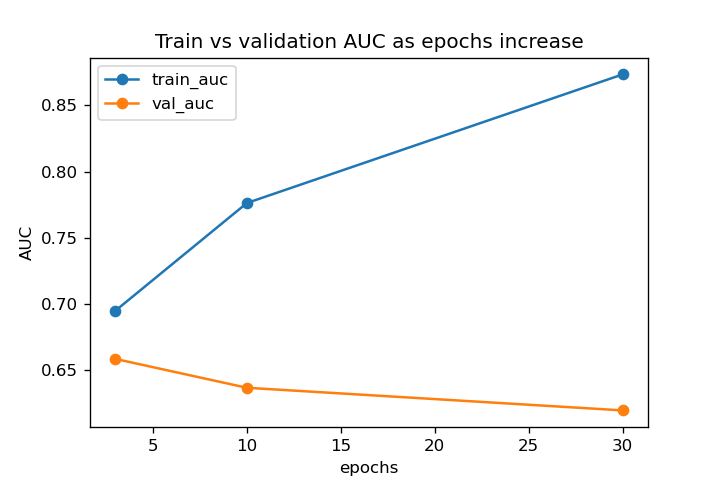 Train vs validation AUC as epochs increase
train_auc
val_auc
AUC
0.85
0.80
0.75
0.70
0.65
5 10 15 20 25 30
epochs